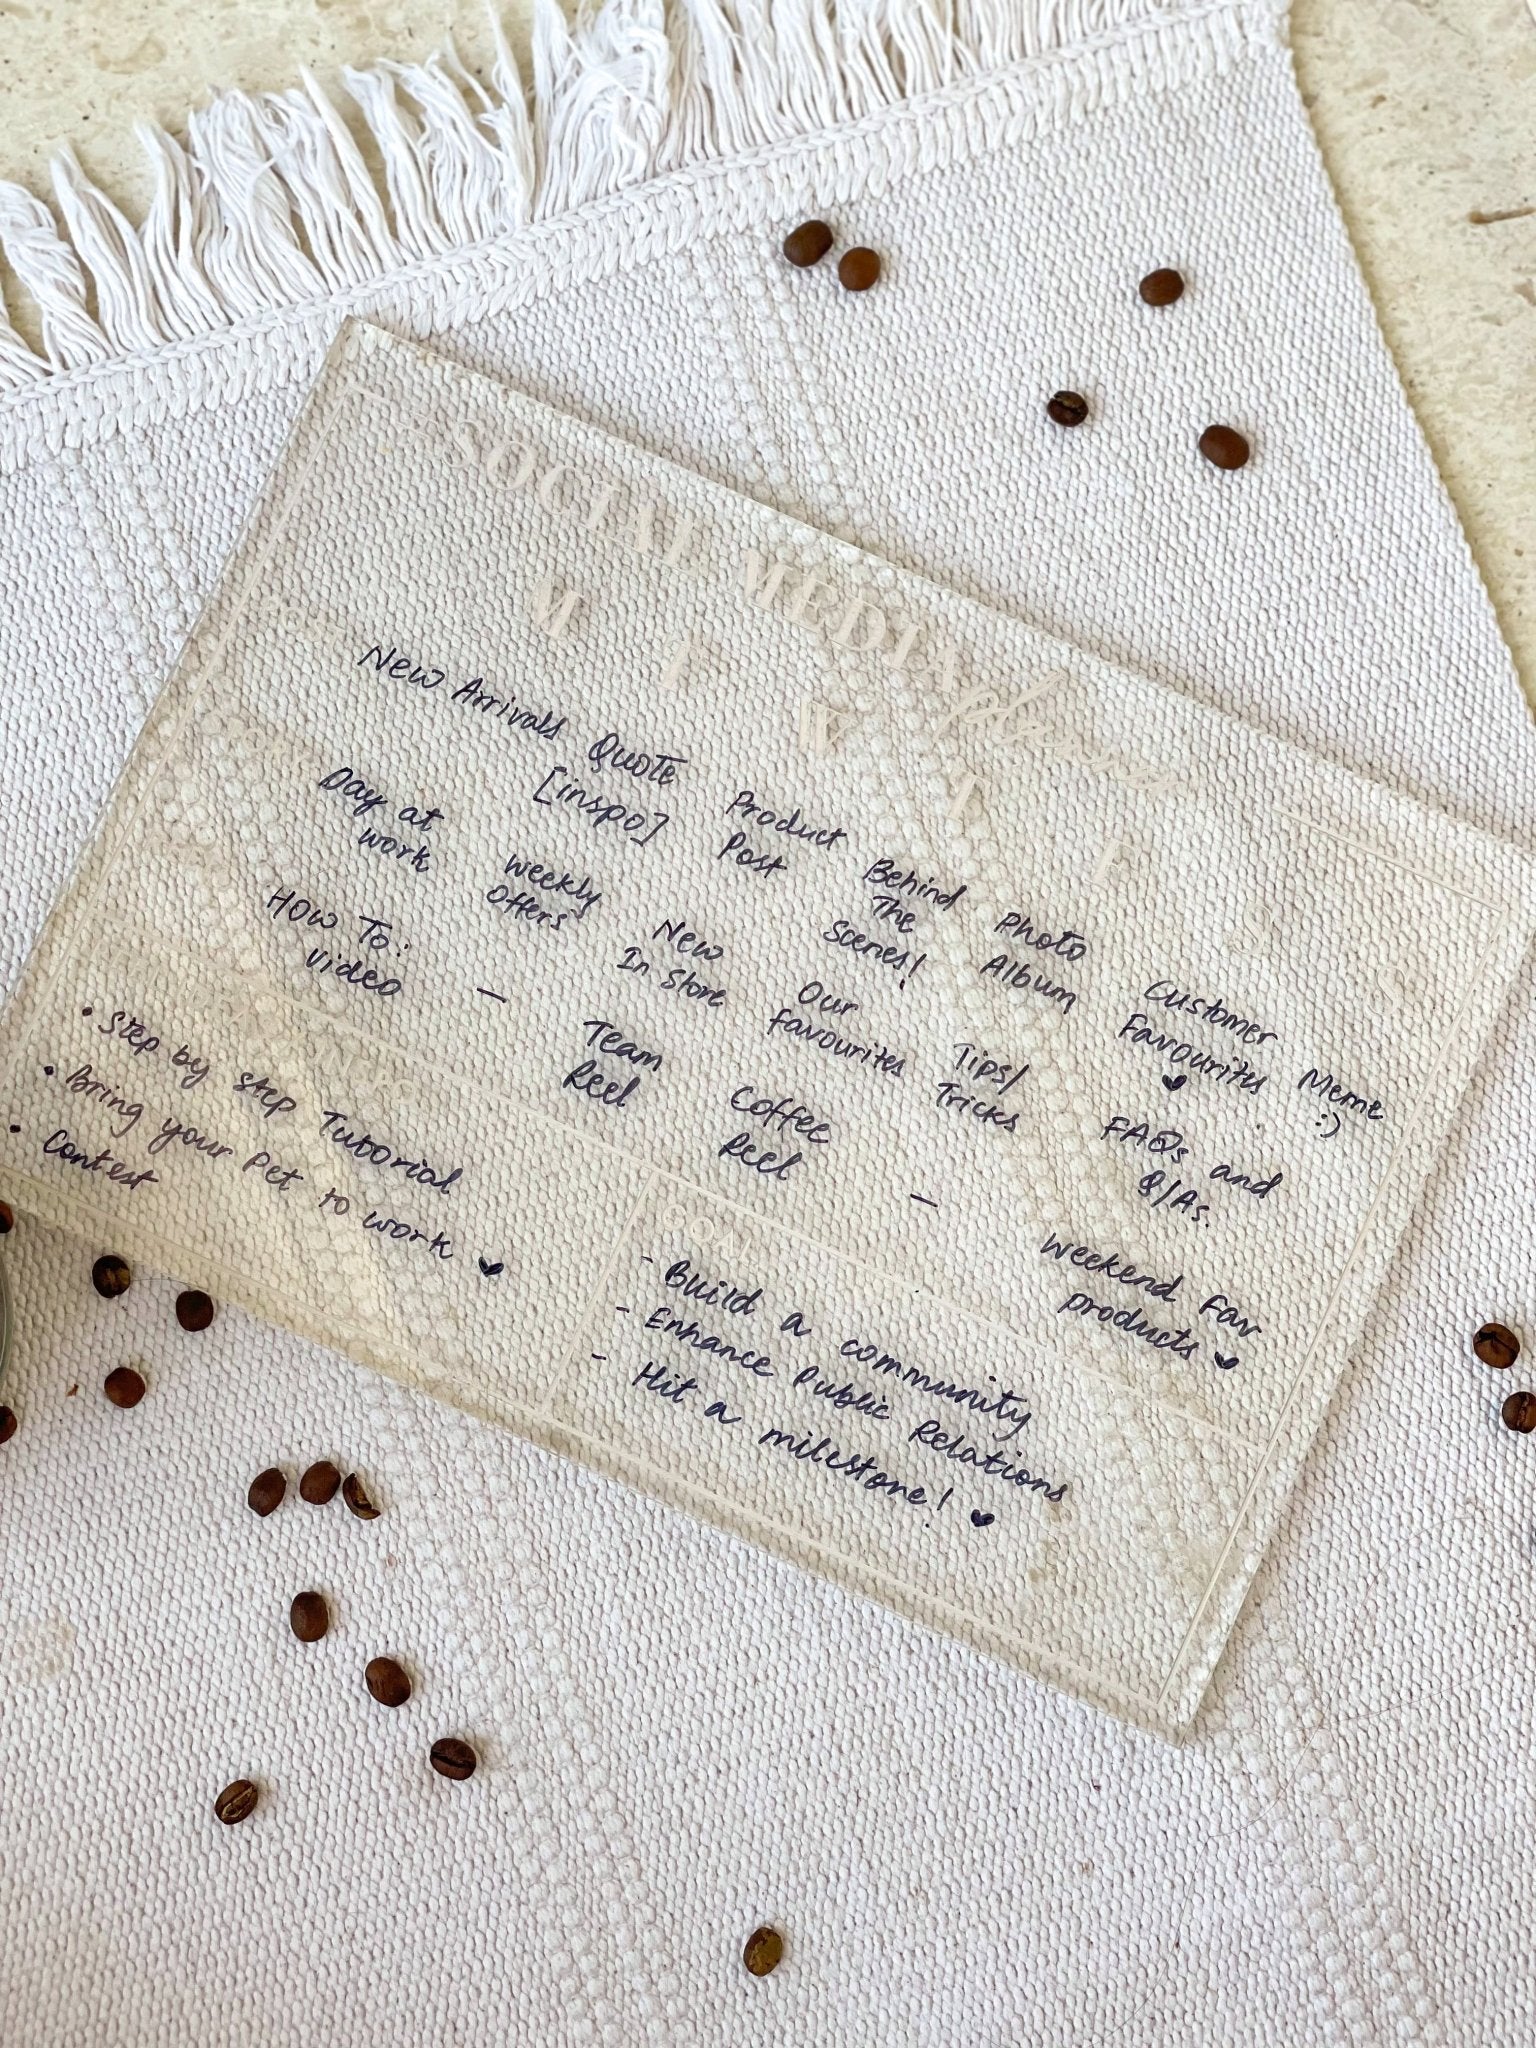 SOCIAL MEDIA
M T W T F
New Arrivals
Quote
[inspo]
Product
Post
Behind
The
Scenes!
Photo
Album
Customer
Favourites
♥
Meme
:)
Day at
work
Weekly
Offers
New
In Store
Our
favourites
Tips/
Tricks
FAQs and
Q/As.
How To:
video
—
Team
Reel
Coffee
Reel
—
Weekend Fav
products ♥
• Step by step Tutorial
• Bring your Pet to work ♥
• Contest
- Build a community
- Enhance Public Relations
- Hit a milestone! ♥